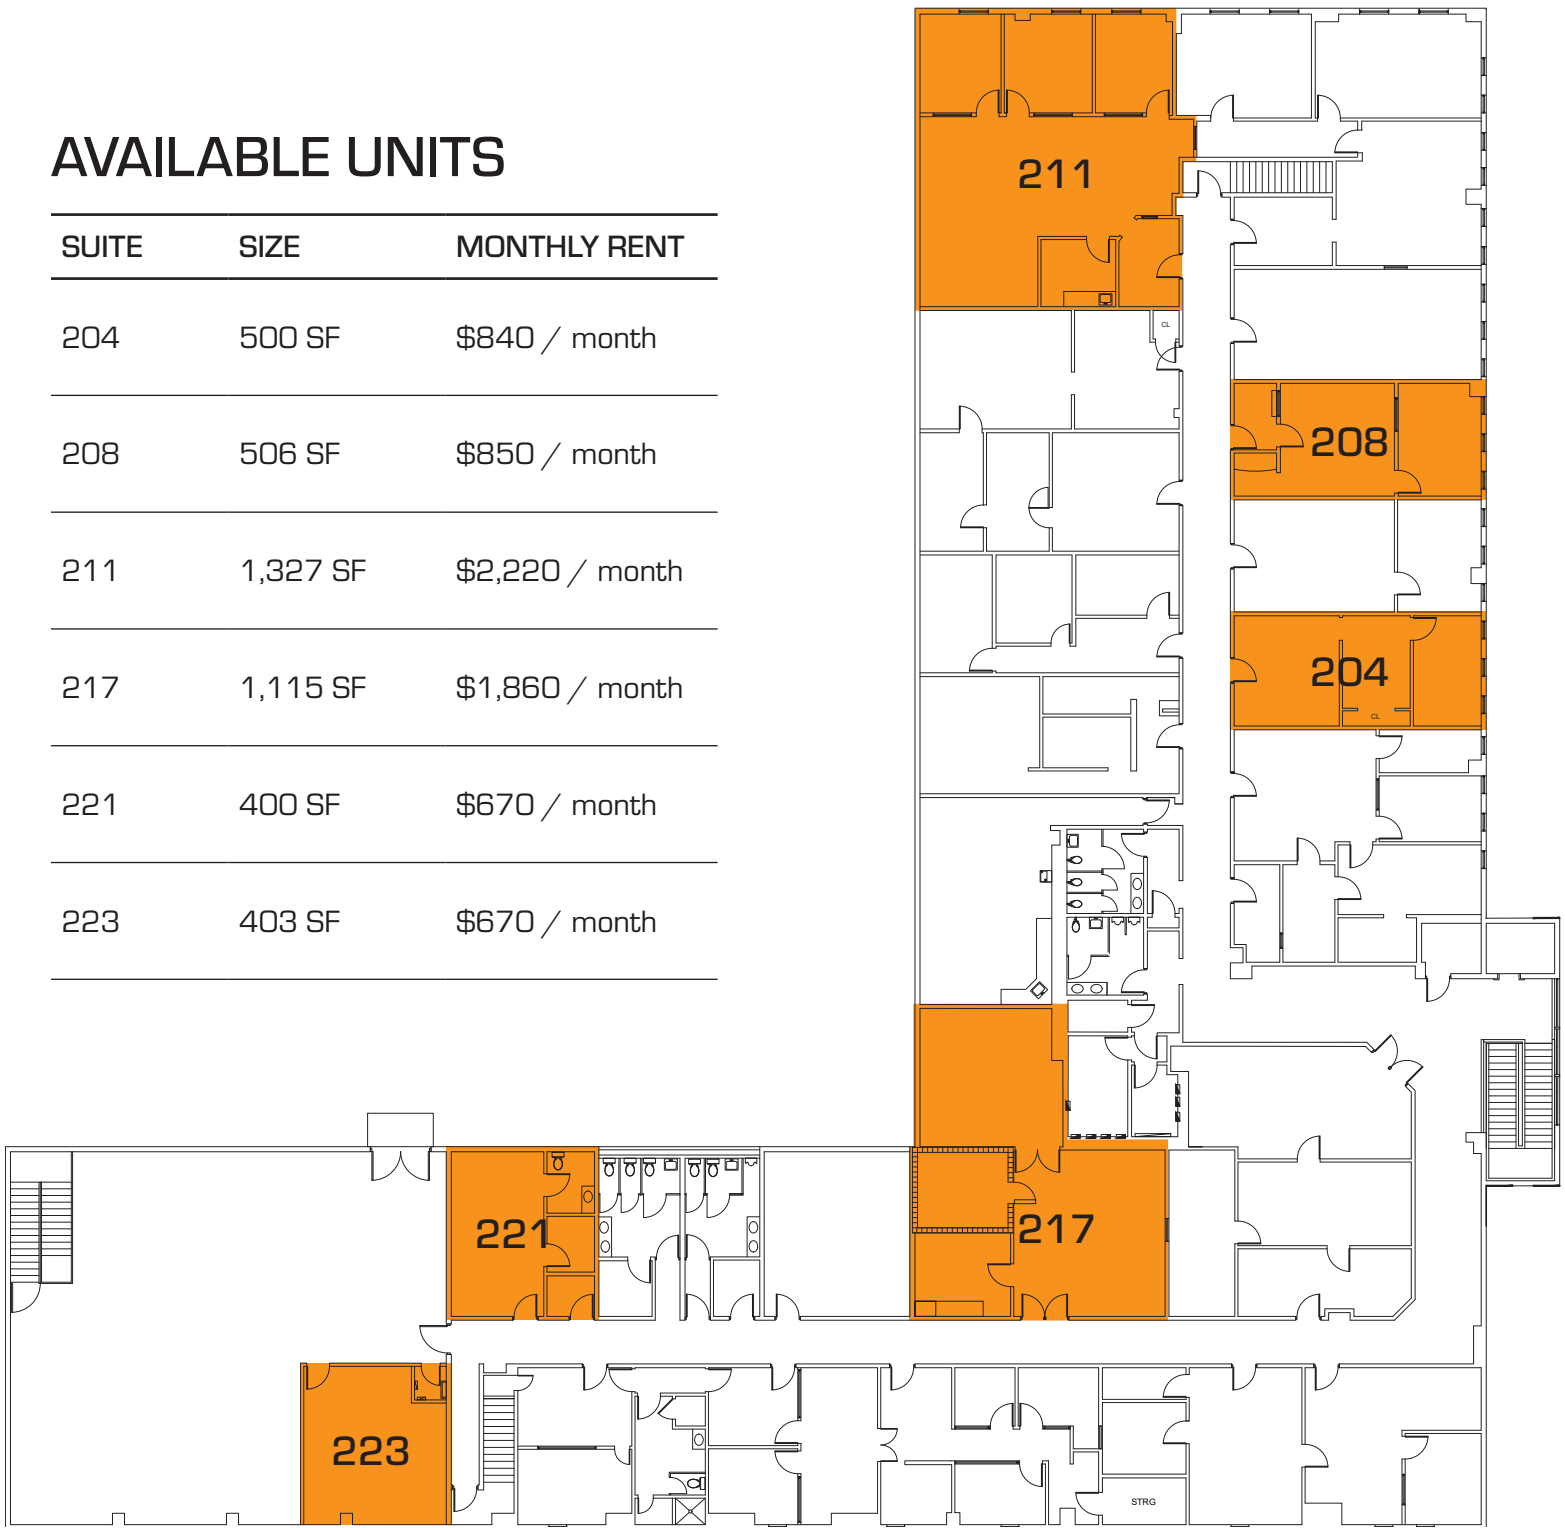 AVAILABLE UNITS
SUITE SIZE MONTHLY RENT
204 500 SF $840 / month
208 506 SF $850 / month
211 1,327 SF $2,220 / month
217 1,115 SF $1,860 / month
221 400 SF $670 / month
223 403 SF $670 / month
211
CL
208
204
CL
221
217
223
STRG